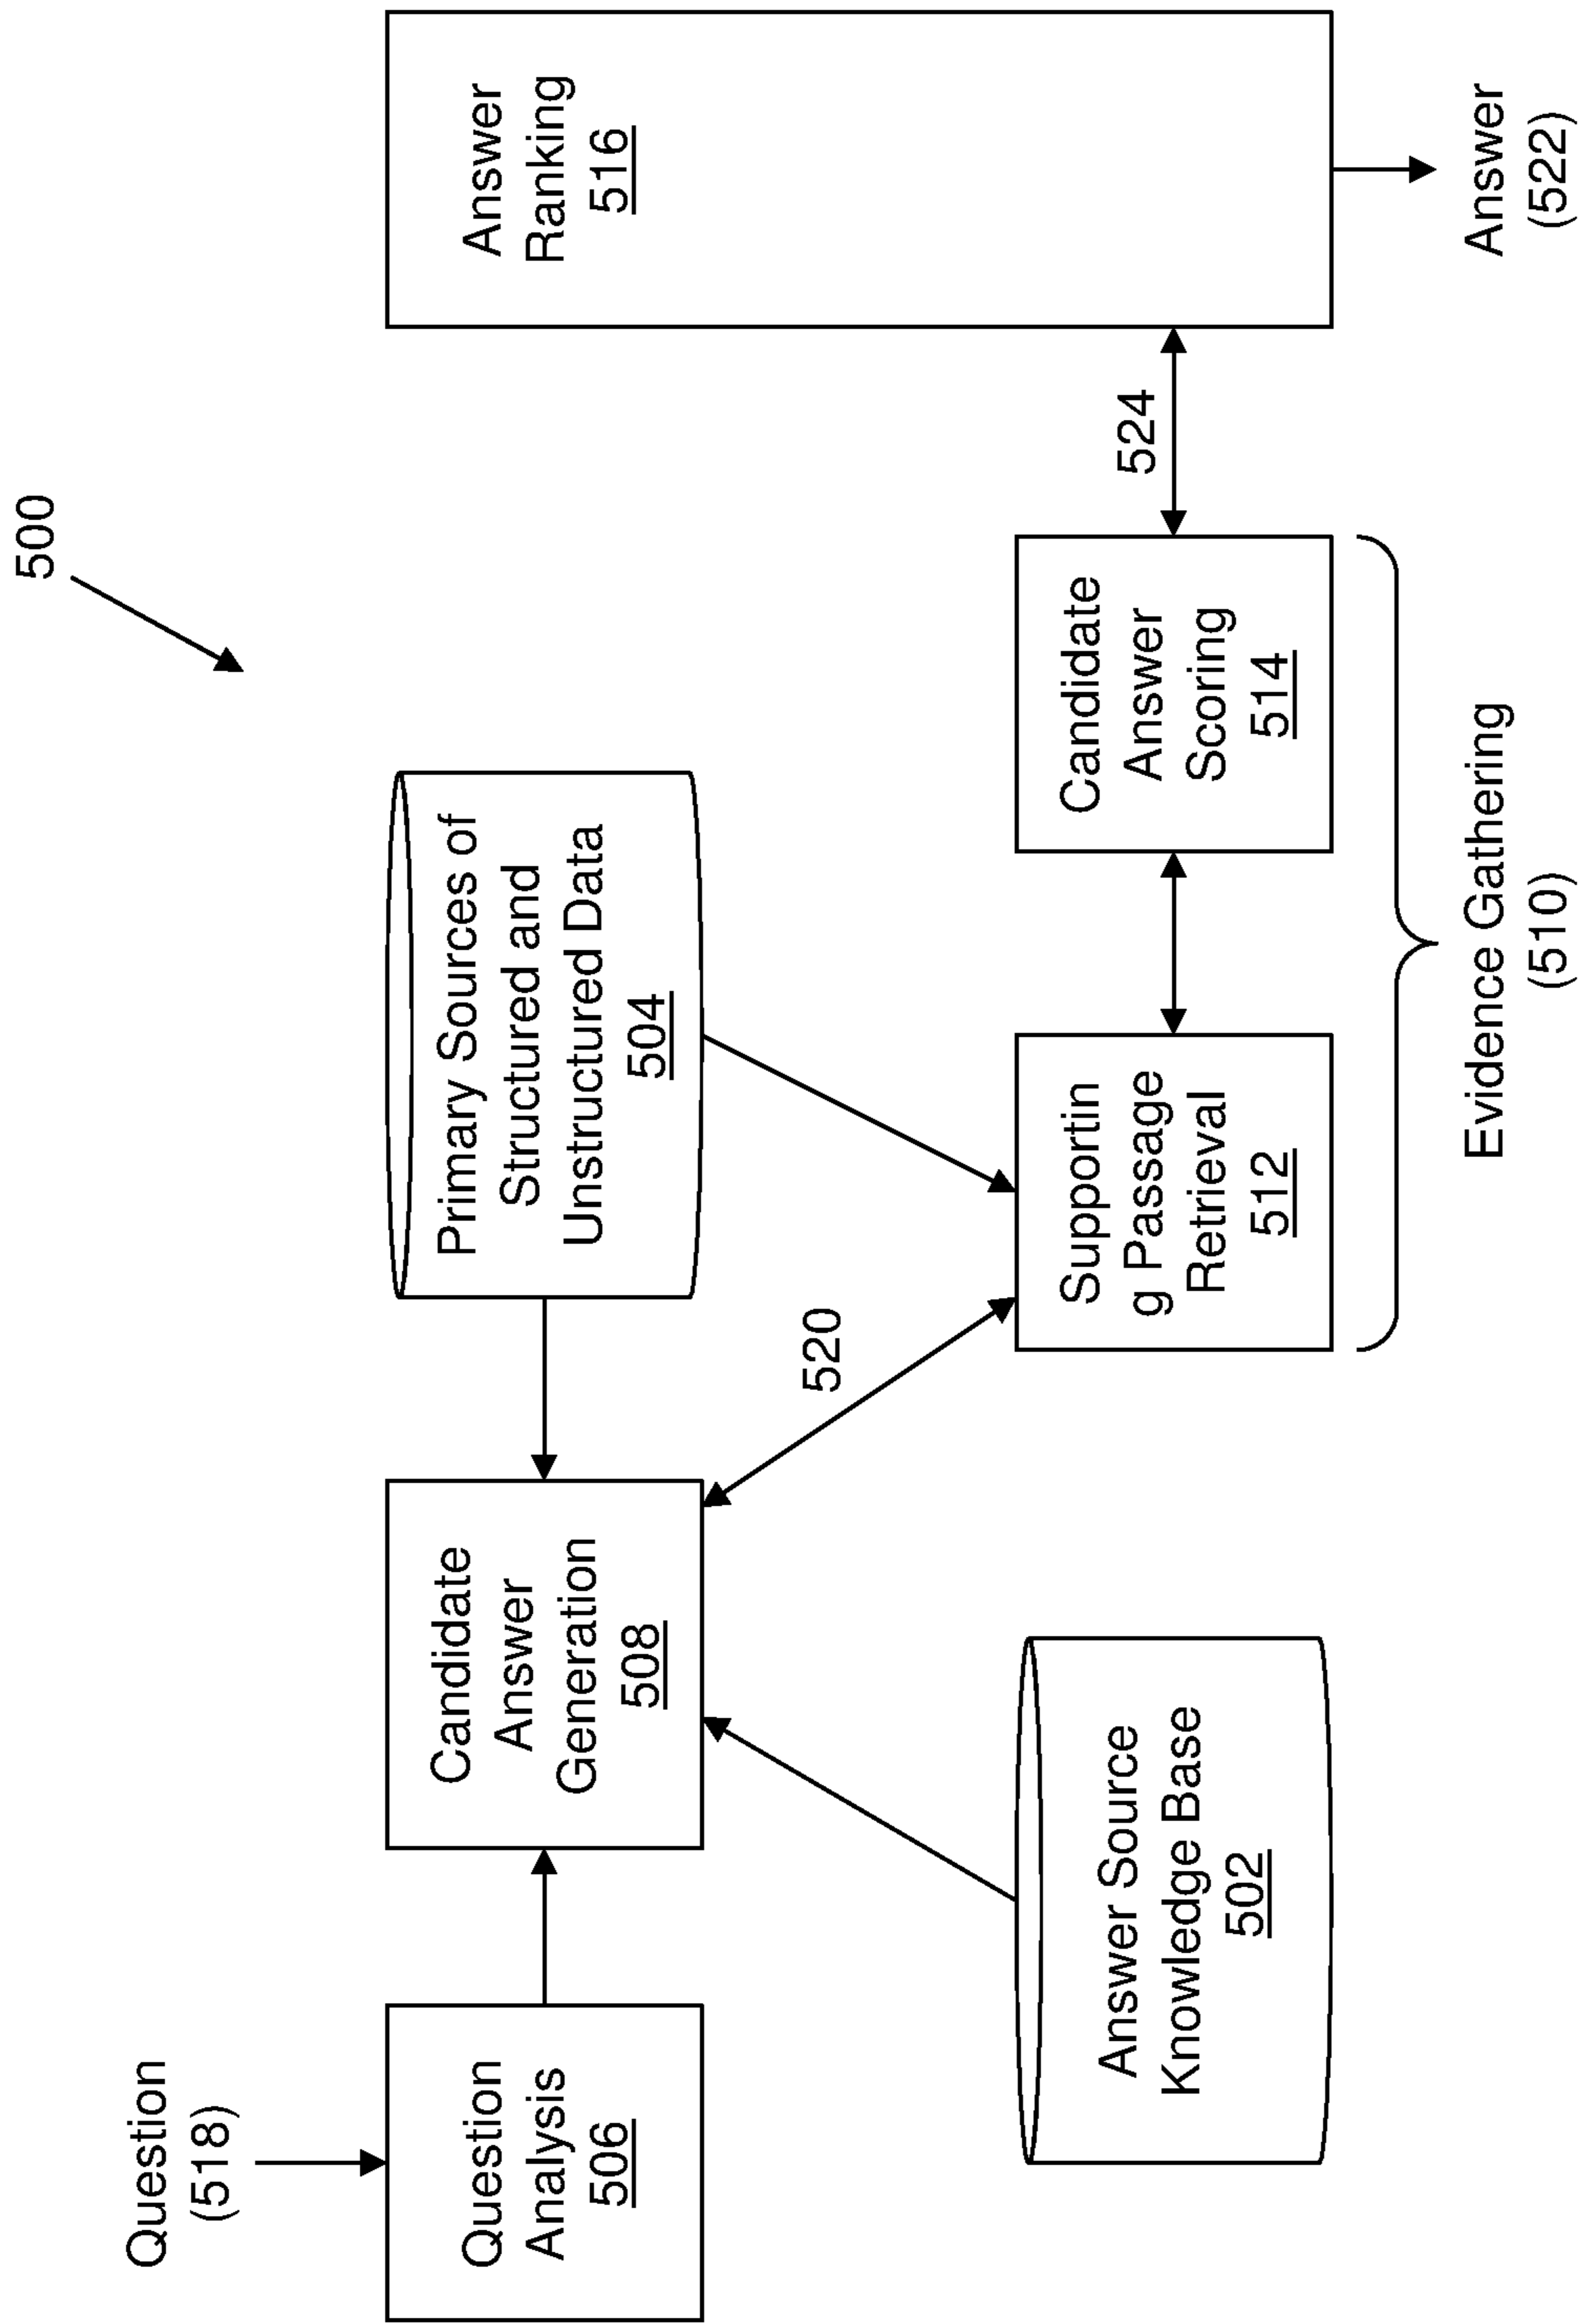 500
Question
(518)
Question
Analysis
506
Candidate
Answer
Generation
508
Primary Sources of
Structured and
Unstructured Data
504
Answer
Ranking
516
520
524
Answer Source
Knowledge Base
502
Supportin
g Passage
Retrieval
512
Candidate
Answer
Scoring
514
Evidence Gathering
(510)
Answer
(522)